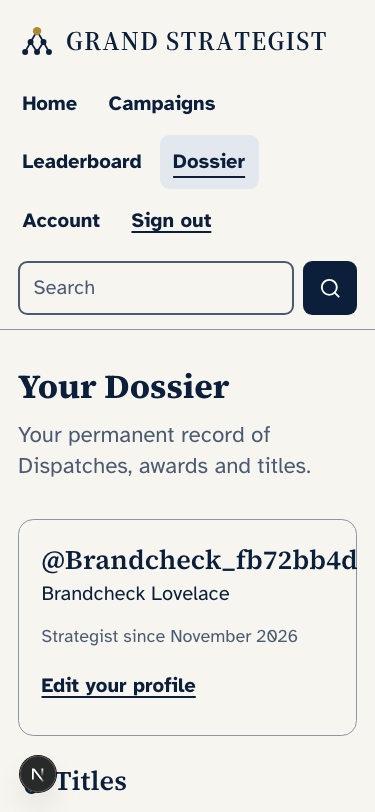 GRAND STRATEGIST
Home Campaigns
Leaderboard Dossier
Account Sign out
Search
Your Dossier
Your permanent record of
Dispatches, awards and titles.
@Brandcheck_fb72bb4d
Brandcheck Lovelace
Strategist since November 2026
Edit your profile
N Titles